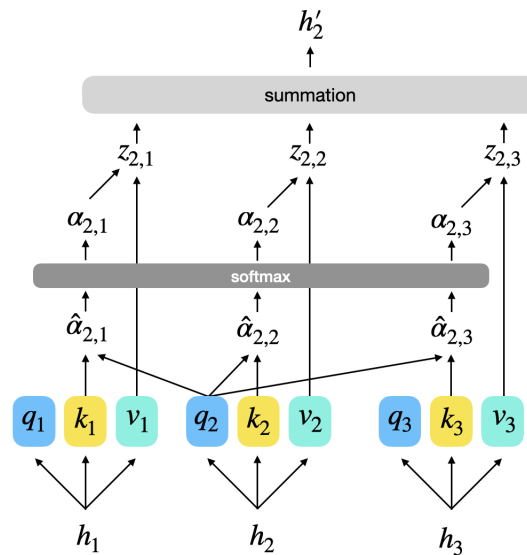 h′₂
summation
z₂,₁ z₂,₂ z₂,₃
α₂,₁ α₂,₂ α₂,₃
softmax
α̂₂,₁ α̂₂,₂ α̂₂,₃
q₁ k₁ v₁ q₂ k₂ v₂ q₃ k₃ v₃
h₁ h₂ h₃